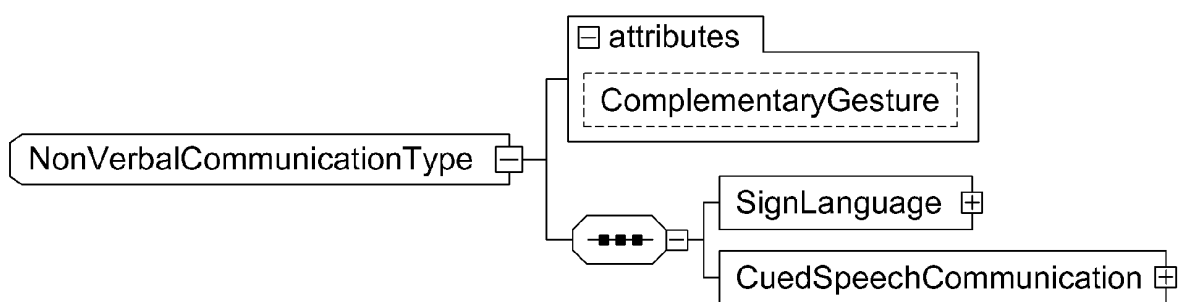 attributes
ComplementaryGesture
NonVerbalCommunicationType
SignLanguage
CuedSpeechCommunication